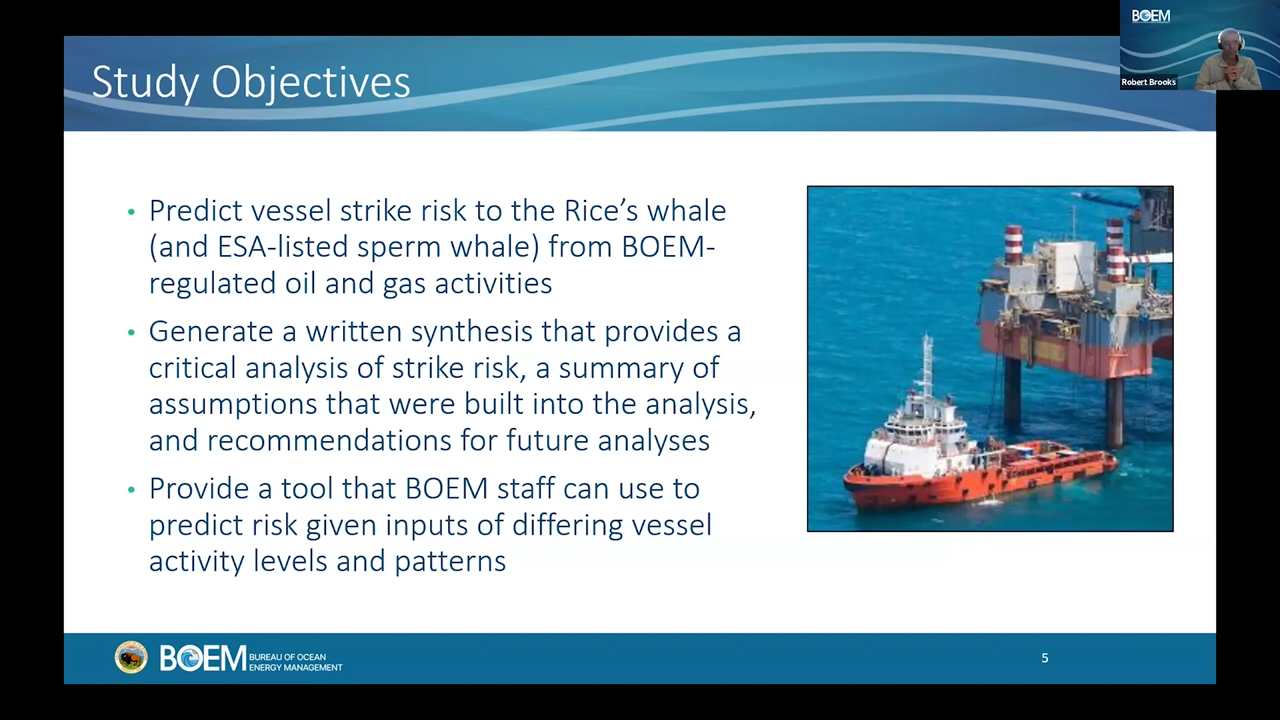 BOEM
Robert Brooks
Study Objectives
• Predict vessel strike risk to the Rice’s whale
(and ESA-listed sperm whale) from BOEM-
regulated oil and gas activities
• Generate a written synthesis that provides a
critical analysis of strike risk, a summary of
assumptions that were built into the analysis,
and recommendations for future analyses
• Provide a tool that BOEM staff can use to
predict risk given inputs of differing vessel
activity levels and patterns
BOEM
BUREAU OF OCEAN
ENERGY MANAGEMENT
5